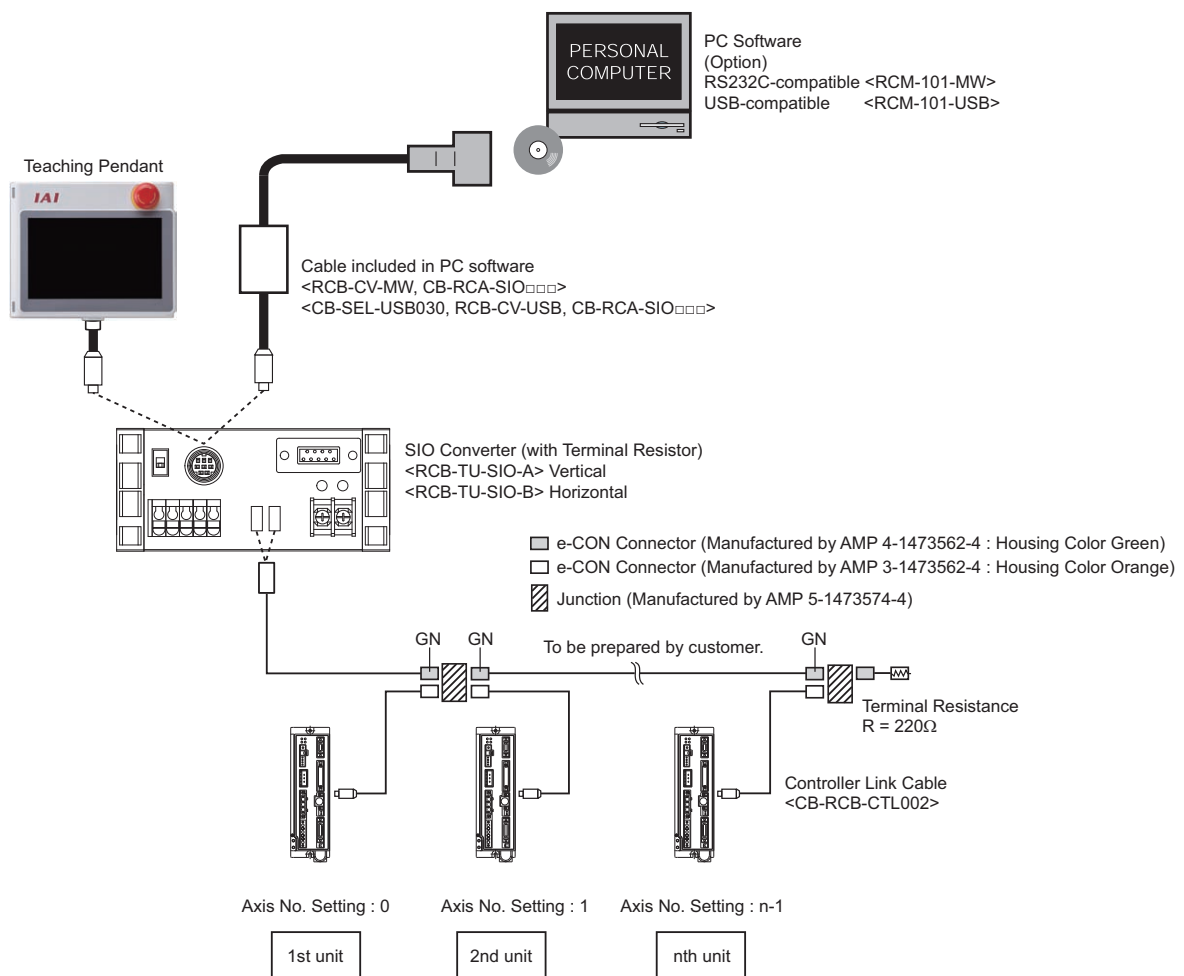 PERSONAL
COMPUTER
PC Software
(Option)
RS232C-compatible <RCM-101-MW>
USB-compatible <RCM-101-USB>
Teaching Pendant
IAI
Cable included in PC software
<RCB-CV-MW, CB-RCA-SIO□□□>
<CB-SEL-USB030, RCB-CV-USB, CB-RCA-SIO□□□>
SIO Converter (with Terminal Resistor)
<RCB-TU-SIO-A> Vertical
<RCB-TU-SIO-B> Horizontal
e-CON Connector (Manufactured by AMP 4-1473562-4 : Housing Color Green)
e-CON Connector (Manufactured by AMP 3-1473562-4 : Housing Color Orange)
Junction (Manufactured by AMP 5-1473574-4)
GN GN To be prepared by customer. GN
Terminal Resistance
R = 220Ω
Controller Link Cable
<CB-RCB-CTL002>
Axis No. Setting : 0 Axis No. Setting : 1 Axis No. Setting : n-1
1st unit 2nd unit nth unit